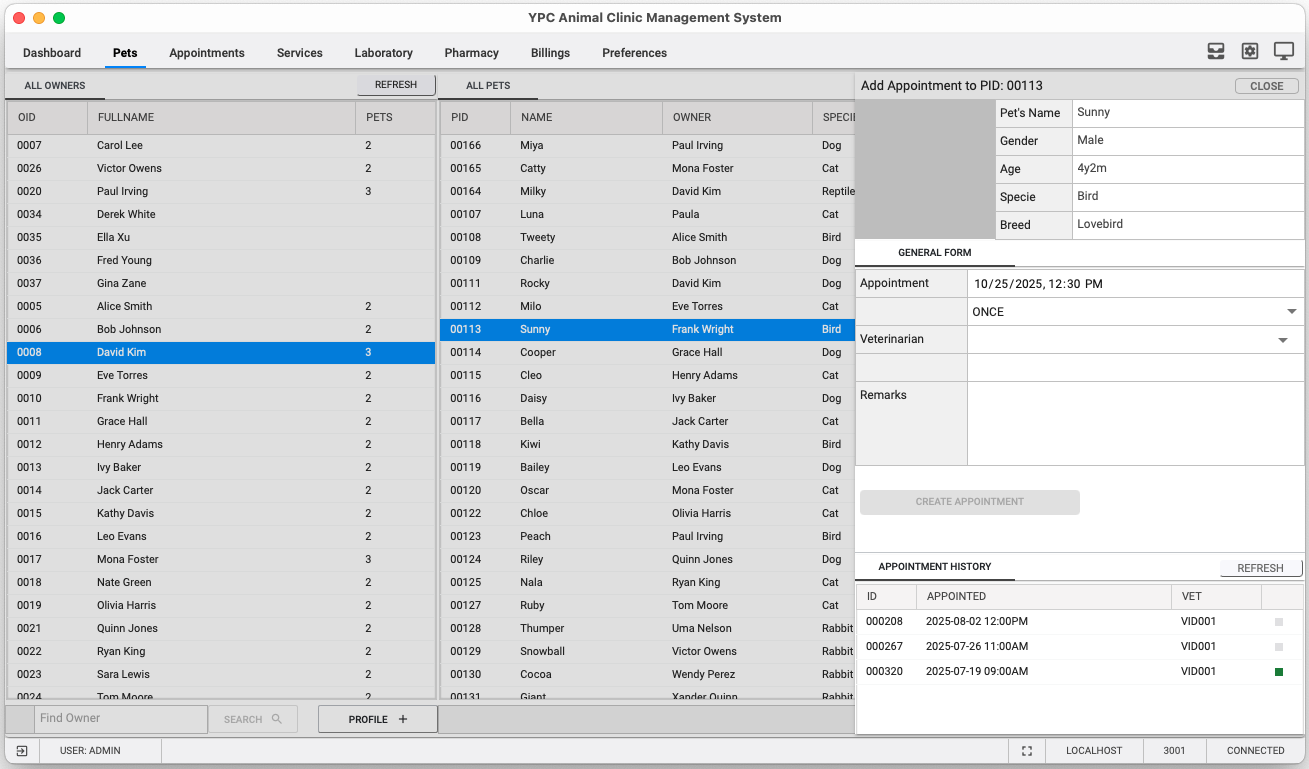 YPC Animal Clinic Management System
Dashboard Pets Appointments Services Laboratory Pharmacy Billings Preferences
ALL OWNERS REFRESH
OID FULLNAME PETS
0007 Carol Lee 2
0026 Victor Owens 2
0020 Paul Irving 3
0034 Derek White
0035 Ella Xu
0036 Fred Young
0037 Gina Zane
0005 Alice Smith 2
0006 Bob Johnson 2
0008 David Kim 3
0009 Eve Torres 2
0010 Frank Wright 2
0011 Grace Hall 2
0012 Henry Adams 2
0013 Ivy Baker 2
0014 Jack Carter 2
0015 Kathy Davis 2
0016 Leo Evans 2
0017 Mona Foster 3
0018 Nate Green 2
0019 Olivia Harris 2
0021 Quinn Jones 2
0022 Ryan King 2
0023 Sara Lewis 2
0024 Tom Moore 2
Find Owner SEARCH PROFILE +
ALL PETS
PID NAME OWNER SPECI
00166 Miya Paul Irving Dog
00165 Catty Mona Foster Cat
00164 Milky David Kim Reptile
00107 Luna Paula Cat
00108 Tweety Alice Smith Bird
00109 Charlie Bob Johnson Dog
00111 Rocky David Kim Dog
00112 Milo Eve Torres Cat
00113 Sunny Frank Wright Bird
00114 Cooper Grace Hall Dog
00115 Cleo Henry Adams Cat
00116 Daisy Ivy Baker Dog
00117 Bella Jack Carter Cat
00118 Kiwi Kathy Davis Bird
00119 Bailey Leo Evans Dog
00120 Oscar Mona Foster Cat
00122 Chloe Olivia Harris Cat
00123 Peach Paul Irving Bird
00124 Riley Quinn Jones Dog
00125 Nala Ryan King Cat
00127 Ruby Tom Moore Cat
00128 Thumper Uma Nelson Rabbit
00129 Snowball Victor Owens Rabbit
00130 Cocoa Wendy Perez Rabbit
00131 Giant Xander Quinn Rabbit
Add Appointment to PID: 00113 CLOSE
Pet's Name Sunny
Gender Male
Age 4y2m
Specie Bird
Breed Lovebird
GENERAL FORM
Appointment 10/25/2025, 12:30 PM
ONCE
Veterinarian
Remarks
CREATE APPOINTMENT
APPOINTMENT HISTORY REFRESH
ID APPOINTED VET
000208 2025-08-02 12:00PM VID001
000267 2025-07-26 11:00AM VID001
000320 2025-07-19 09:00AM VID001
USER: ADMIN LOCALHOST 3001 CONNECTED